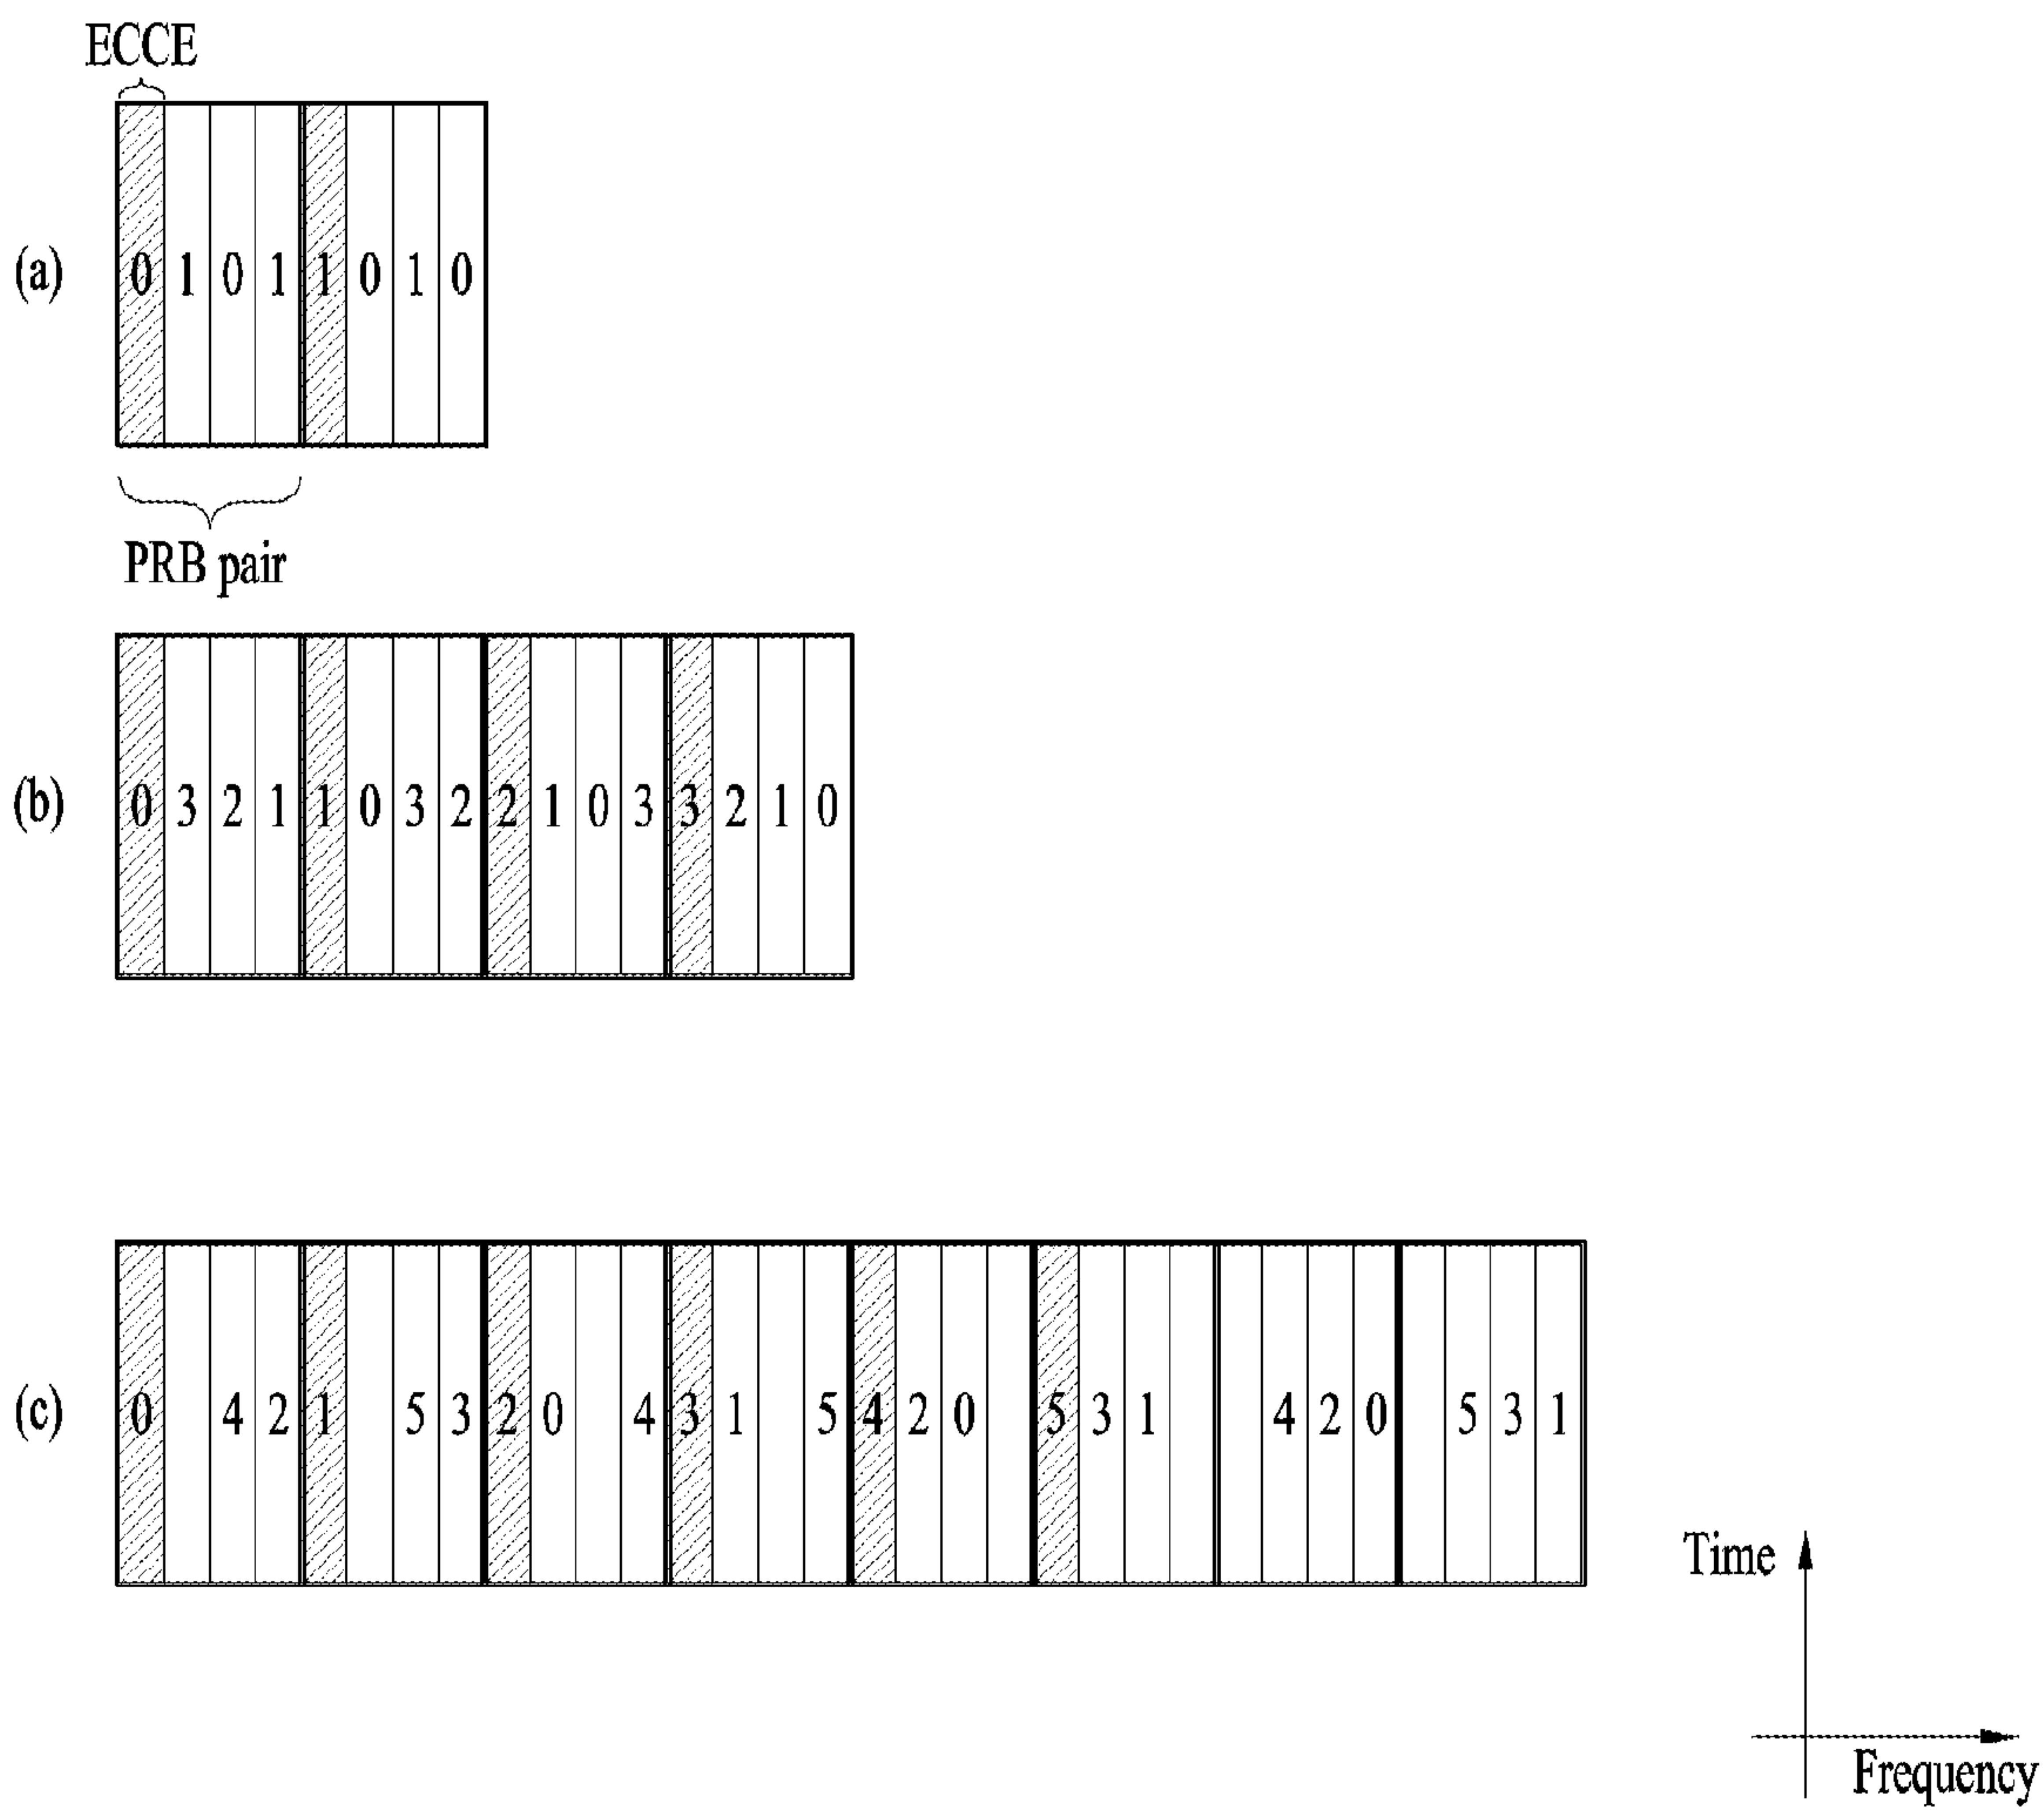 ECCE
(a) 0 1 0 1 1 0 1 0
PRB pair
(b) 0 3 2 1 1 0 3 2 2 1 0 3 3 2 1 0
(c) 0 4 2 1 5 3 2 0 4 3 1 5 4 2 0 5 3 1 4 2 0 5 3 1
Time
Frequency